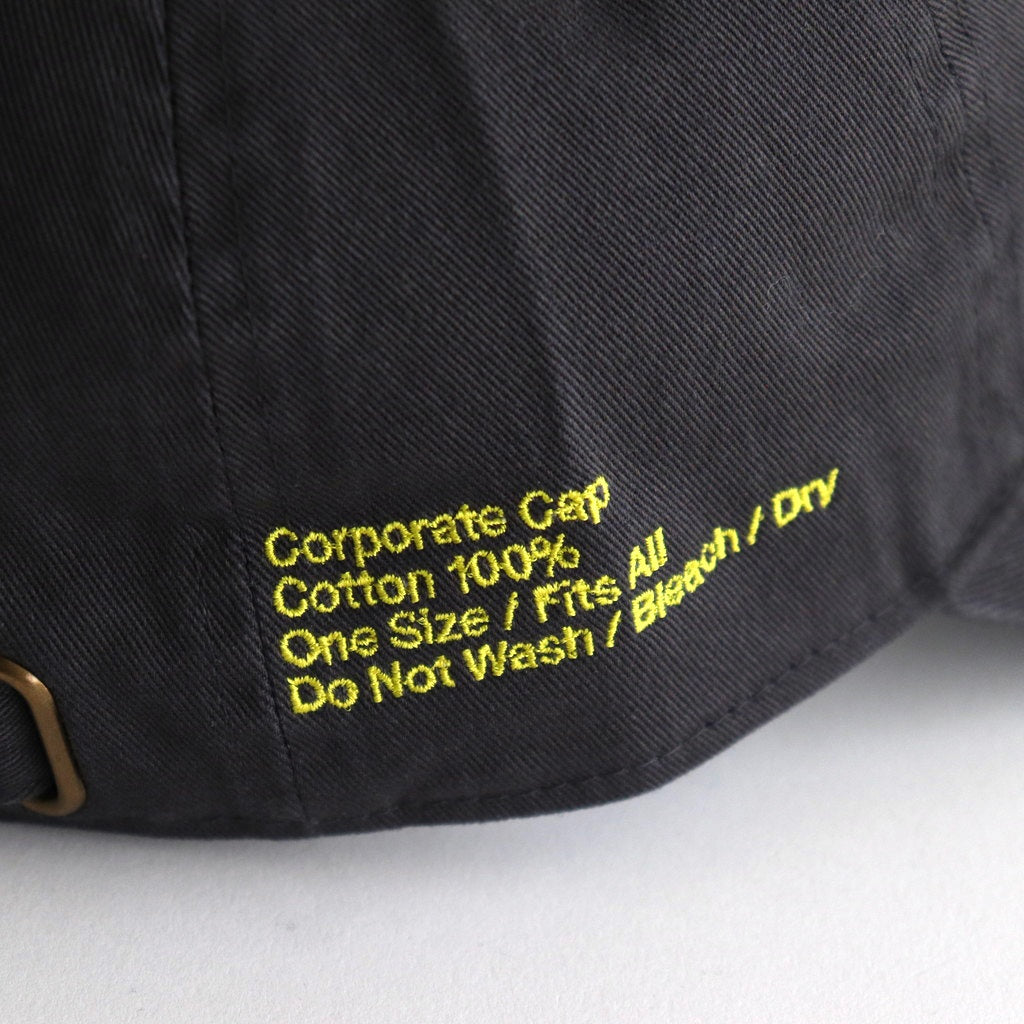 Corporate Cap
Cotton 100%
One Size / Fits All
Do Not Wash / Bleach / Dry